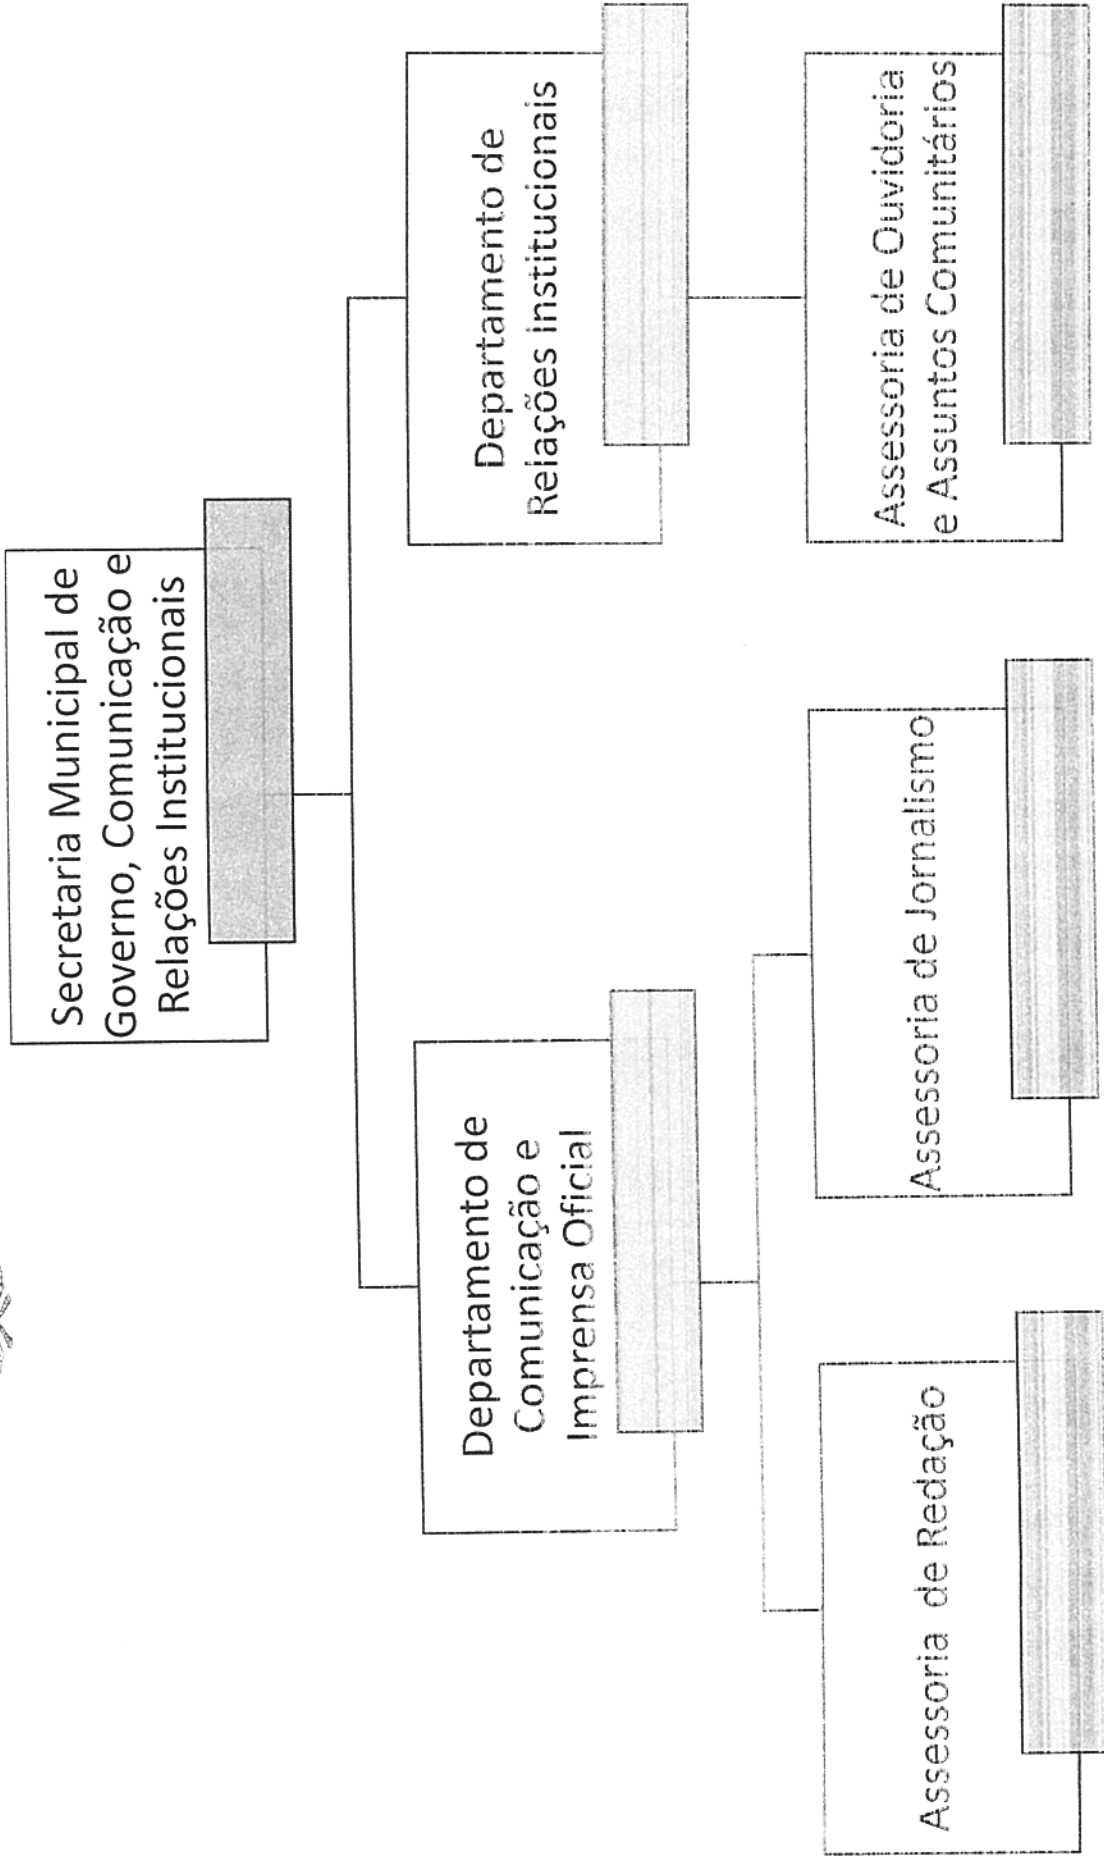 Secretaria Municipal de
Governo, Comunicação e
Relações Institucionais
Departamento de
Comunicação e
Imprensa Oficial
Departamento de
Relações Institucionais
Assessoria de Redação
Assessoria de Jornalismo
Assessoria de Ouvidoria
e Assuntos Comunitários